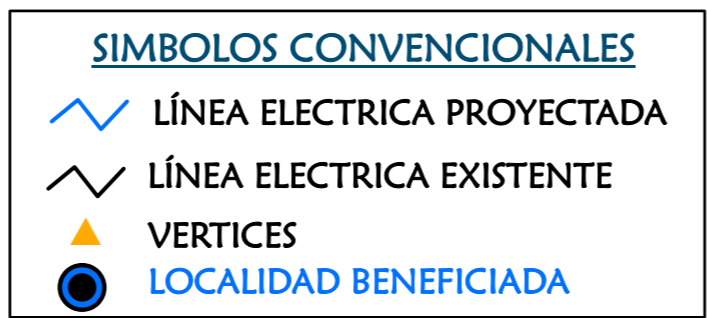 SIMBOLOS CONVENCIONALES
LÍNEA ELECTRICA PROYECTADA
LÍNEA ELECTRICA EXISTENTE
VERTICES
LOCALIDAD BENEFICIADA